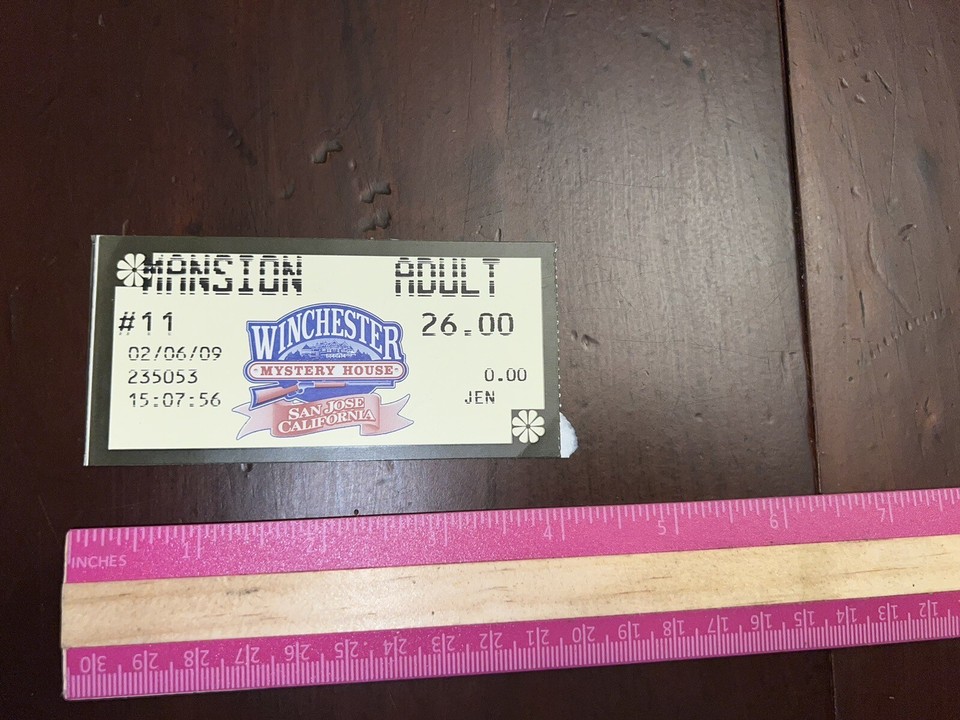 MANSION ADULT
#11 26.00
02/06/09
235053 0.00
15:07:56 JEN
WINCHESTER
MYSTERY HOUSE
SAN JOSE
CALIFORNIA
1 2 3 4 5 6 7
INCHES
30 29 28 27 26 25 24 23 22 21 20 19 18 17 16 15 14 13 12